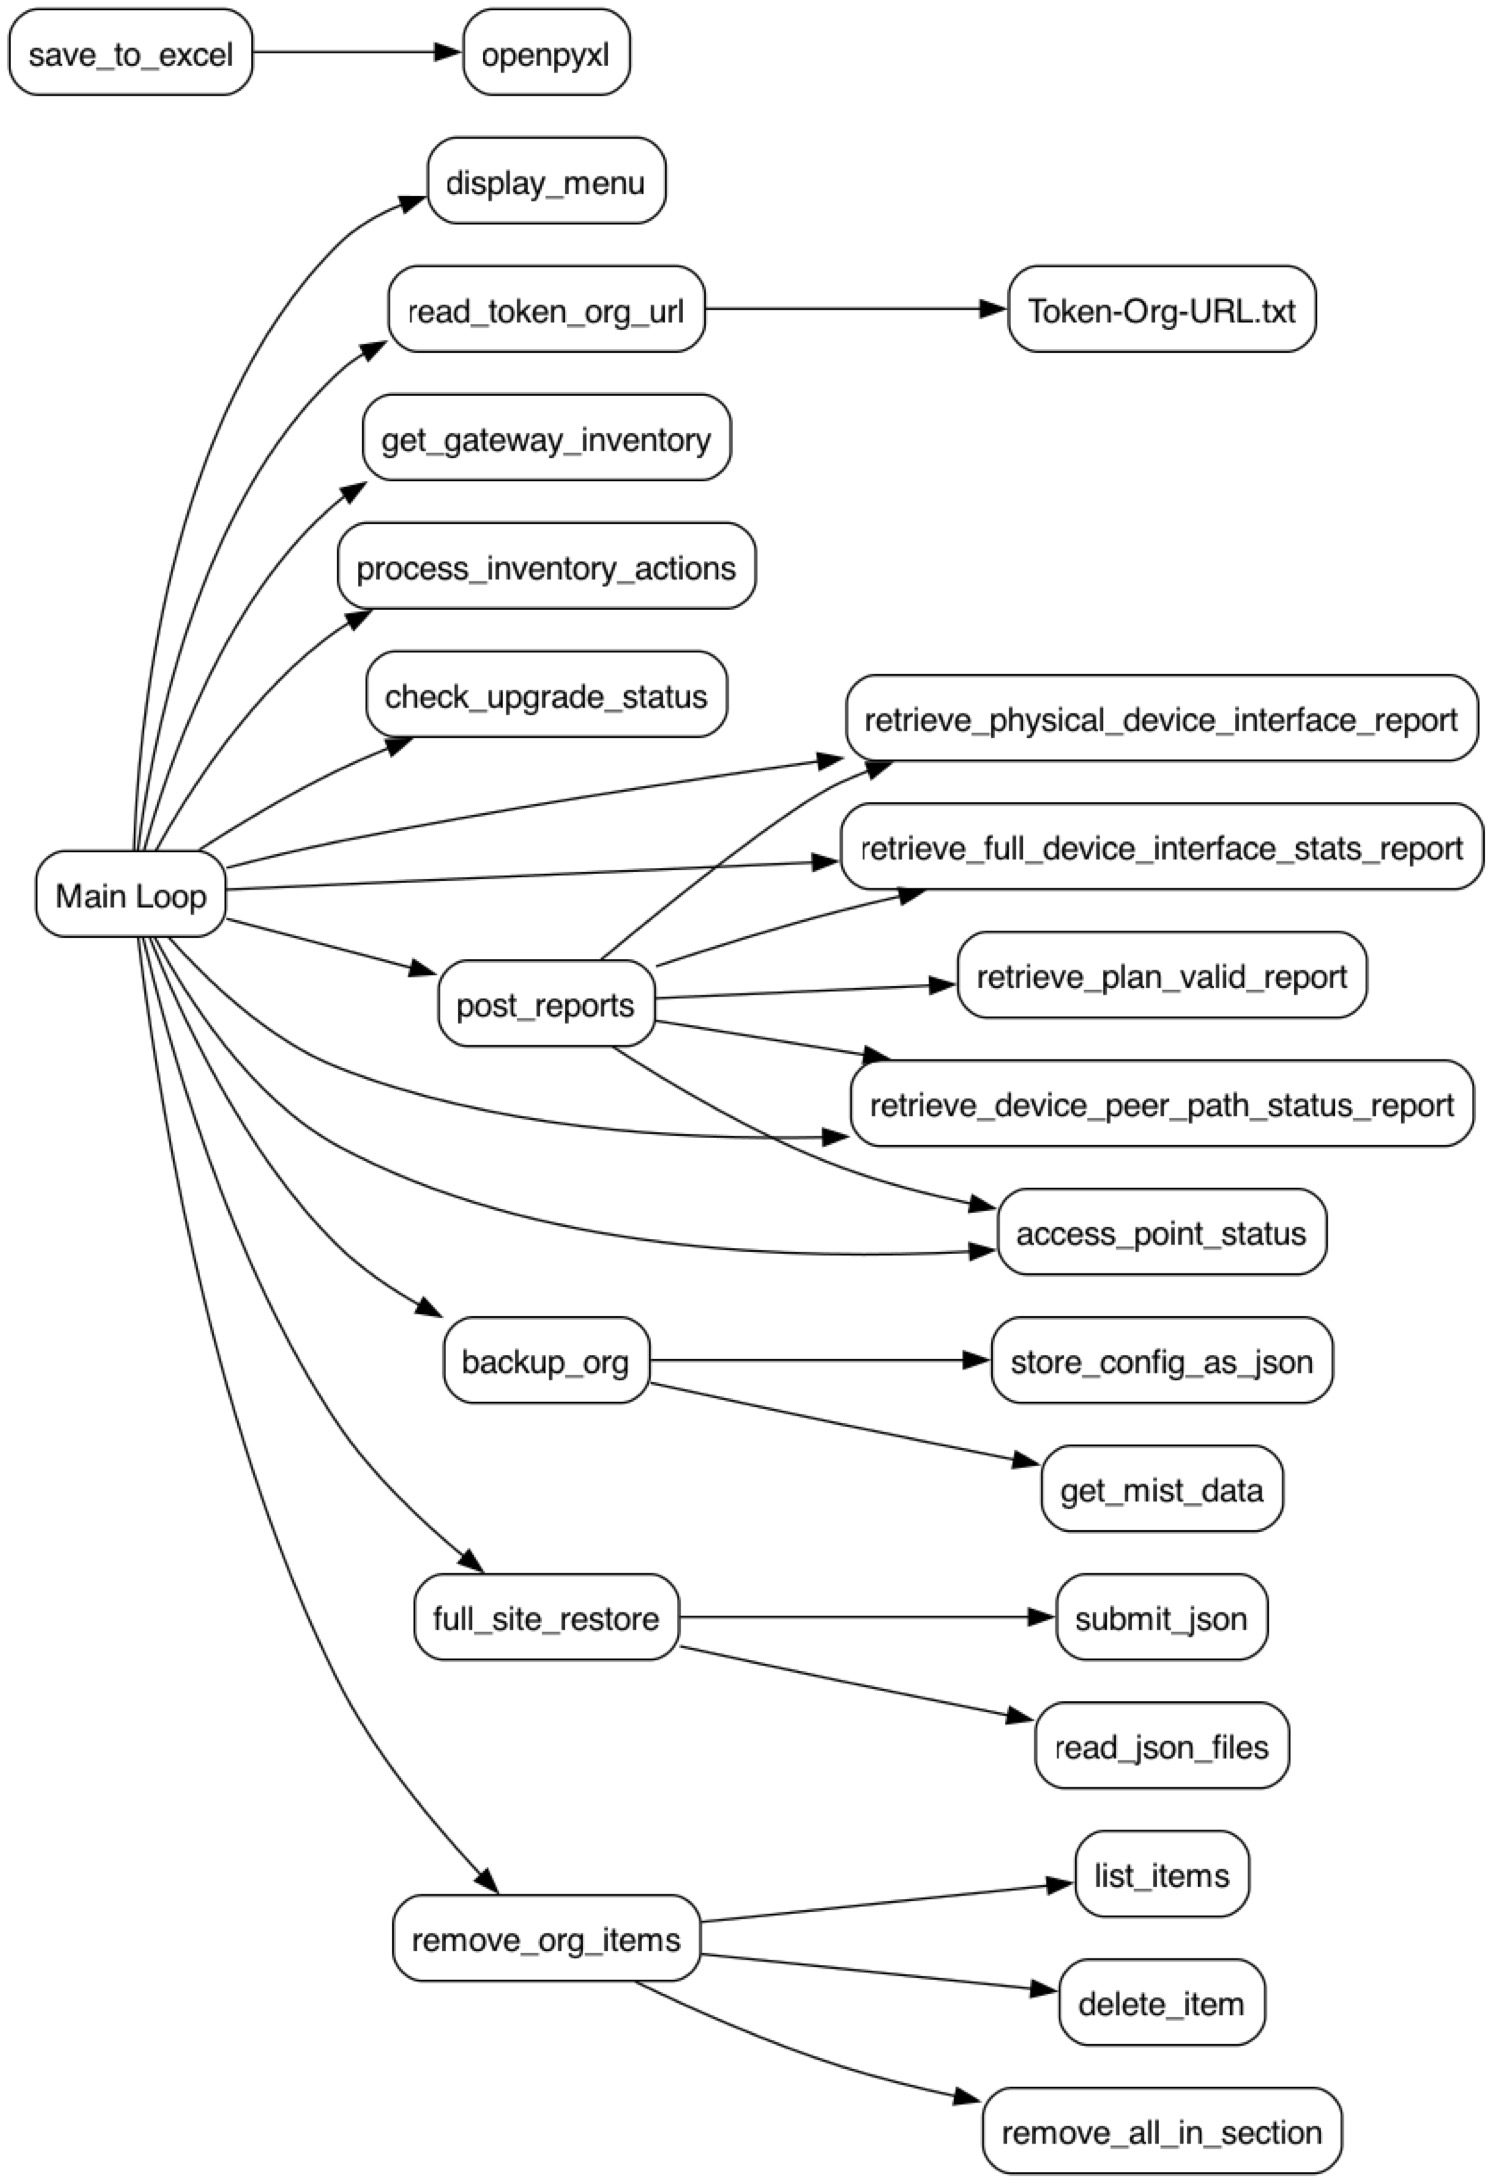 save_to_excel
openpyxl
display_menu
read_token_org_url
Token-Org-URL.txt
get_gateway_inventory
process_inventory_actions
check_upgrade_status
retrieve_physical_device_interface_report
retrieve_full_device_interface_stats_report
Main Loop
retrieve_plan_valid_report
post_reports
retrieve_device_peer_path_status_report
access_point_status
backup_org
store_config_as_json
get_mist_data
full_site_restore
submit_json
read_json_files
list_items
remove_org_items
delete_item
remove_all_in_section